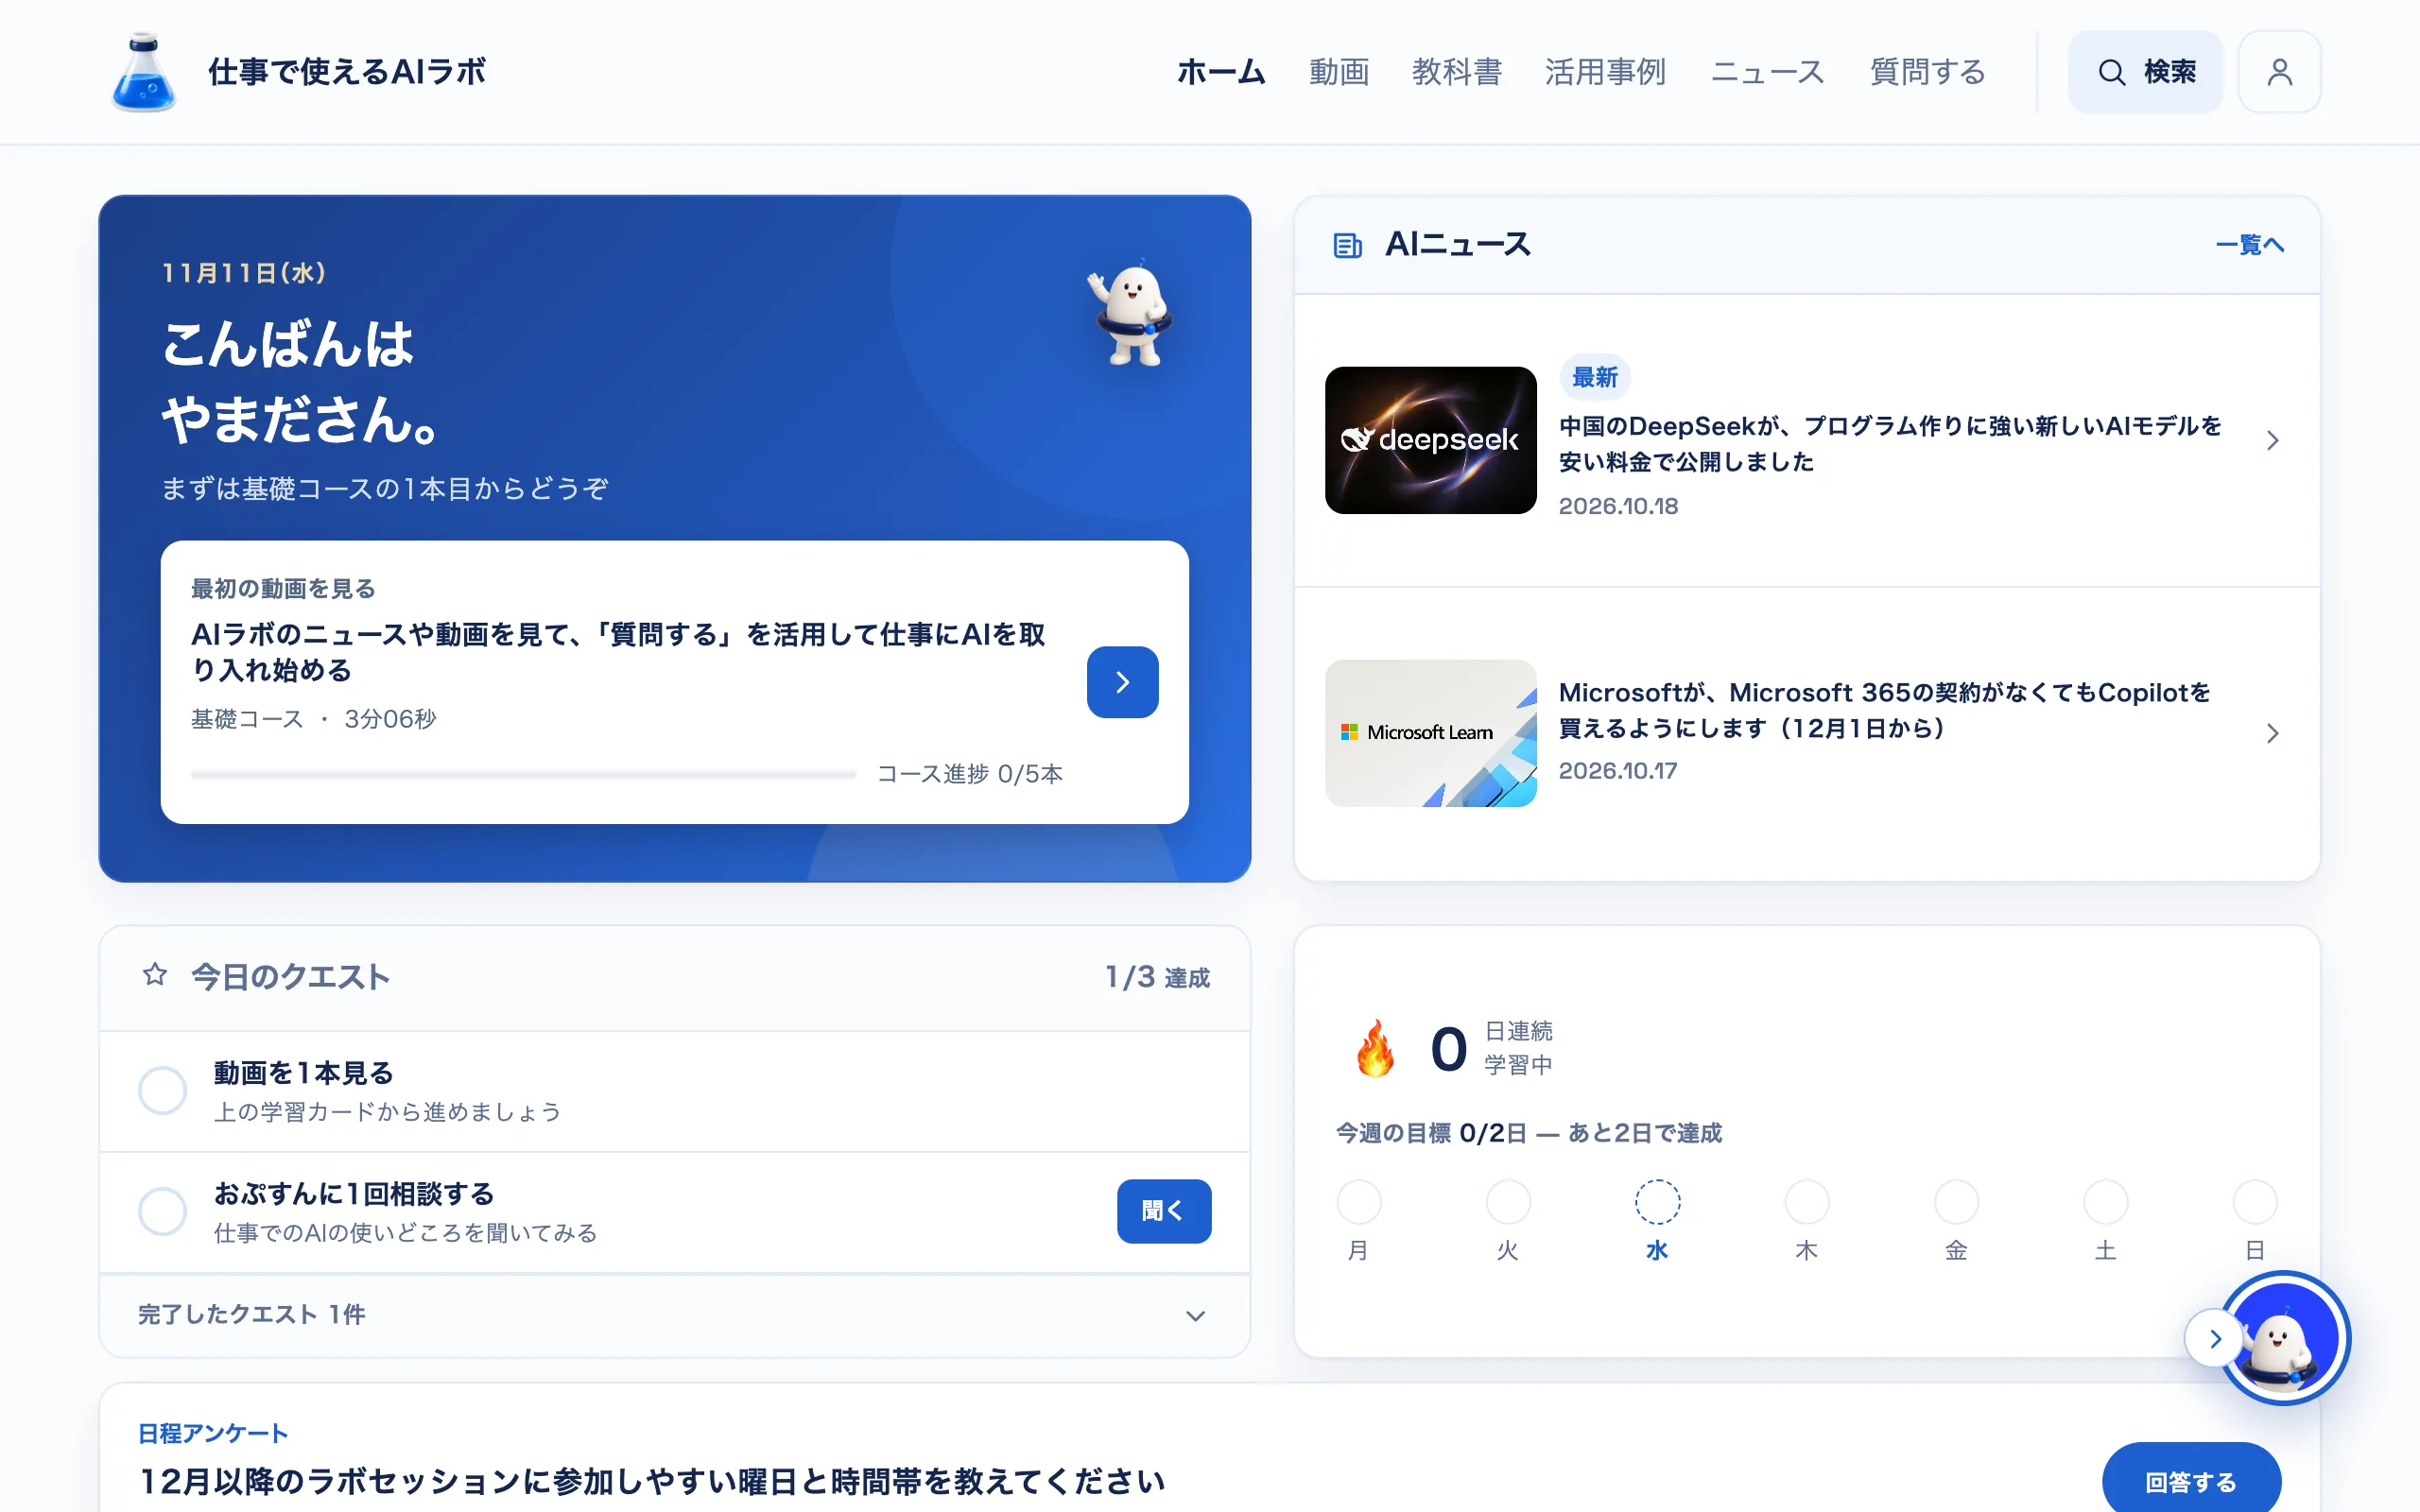 仕事で使えるAIラボ
ホーム
動画
教科書
活用事例
ニュース
質問する
検索
11月11日(水)
こんばんは
やまださん。
まずは基礎コースの1本目からどうぞ
最初の動画を見る
AIラボのニュースや動画を見て、「質問する」を活用して仕事にAIを取
り入れ始める
基礎コース ・ 3分06秒
コース進捗 0/5本
AIニュース
一覧へ
deepseek
最新
中国のDeepSeekが、プログラム作りに強い新しいAIモデルを
安い料金で公開しました
2026.10.18
Microsoft Learn
Microsoftが、Microsoft 365の契約がなくてもCopilotを
買えるようにします（12月1日から）
2026.10.17
今日のクエスト
1/3 達成
動画を1本見る
上の学習カードから進めましょう
おぷすんに1回相談する
仕事でのAIの使いどころを聞いてみる
聞く
完了したクエスト 1件
0
日連続
学習中
今週の目標 0/2日 — あと2日で達成
月
火
水
木
金
土
日
日程アンケート
12月以降のラボセッションに参加しやすい曜日と時間帯を教えてください
回答する